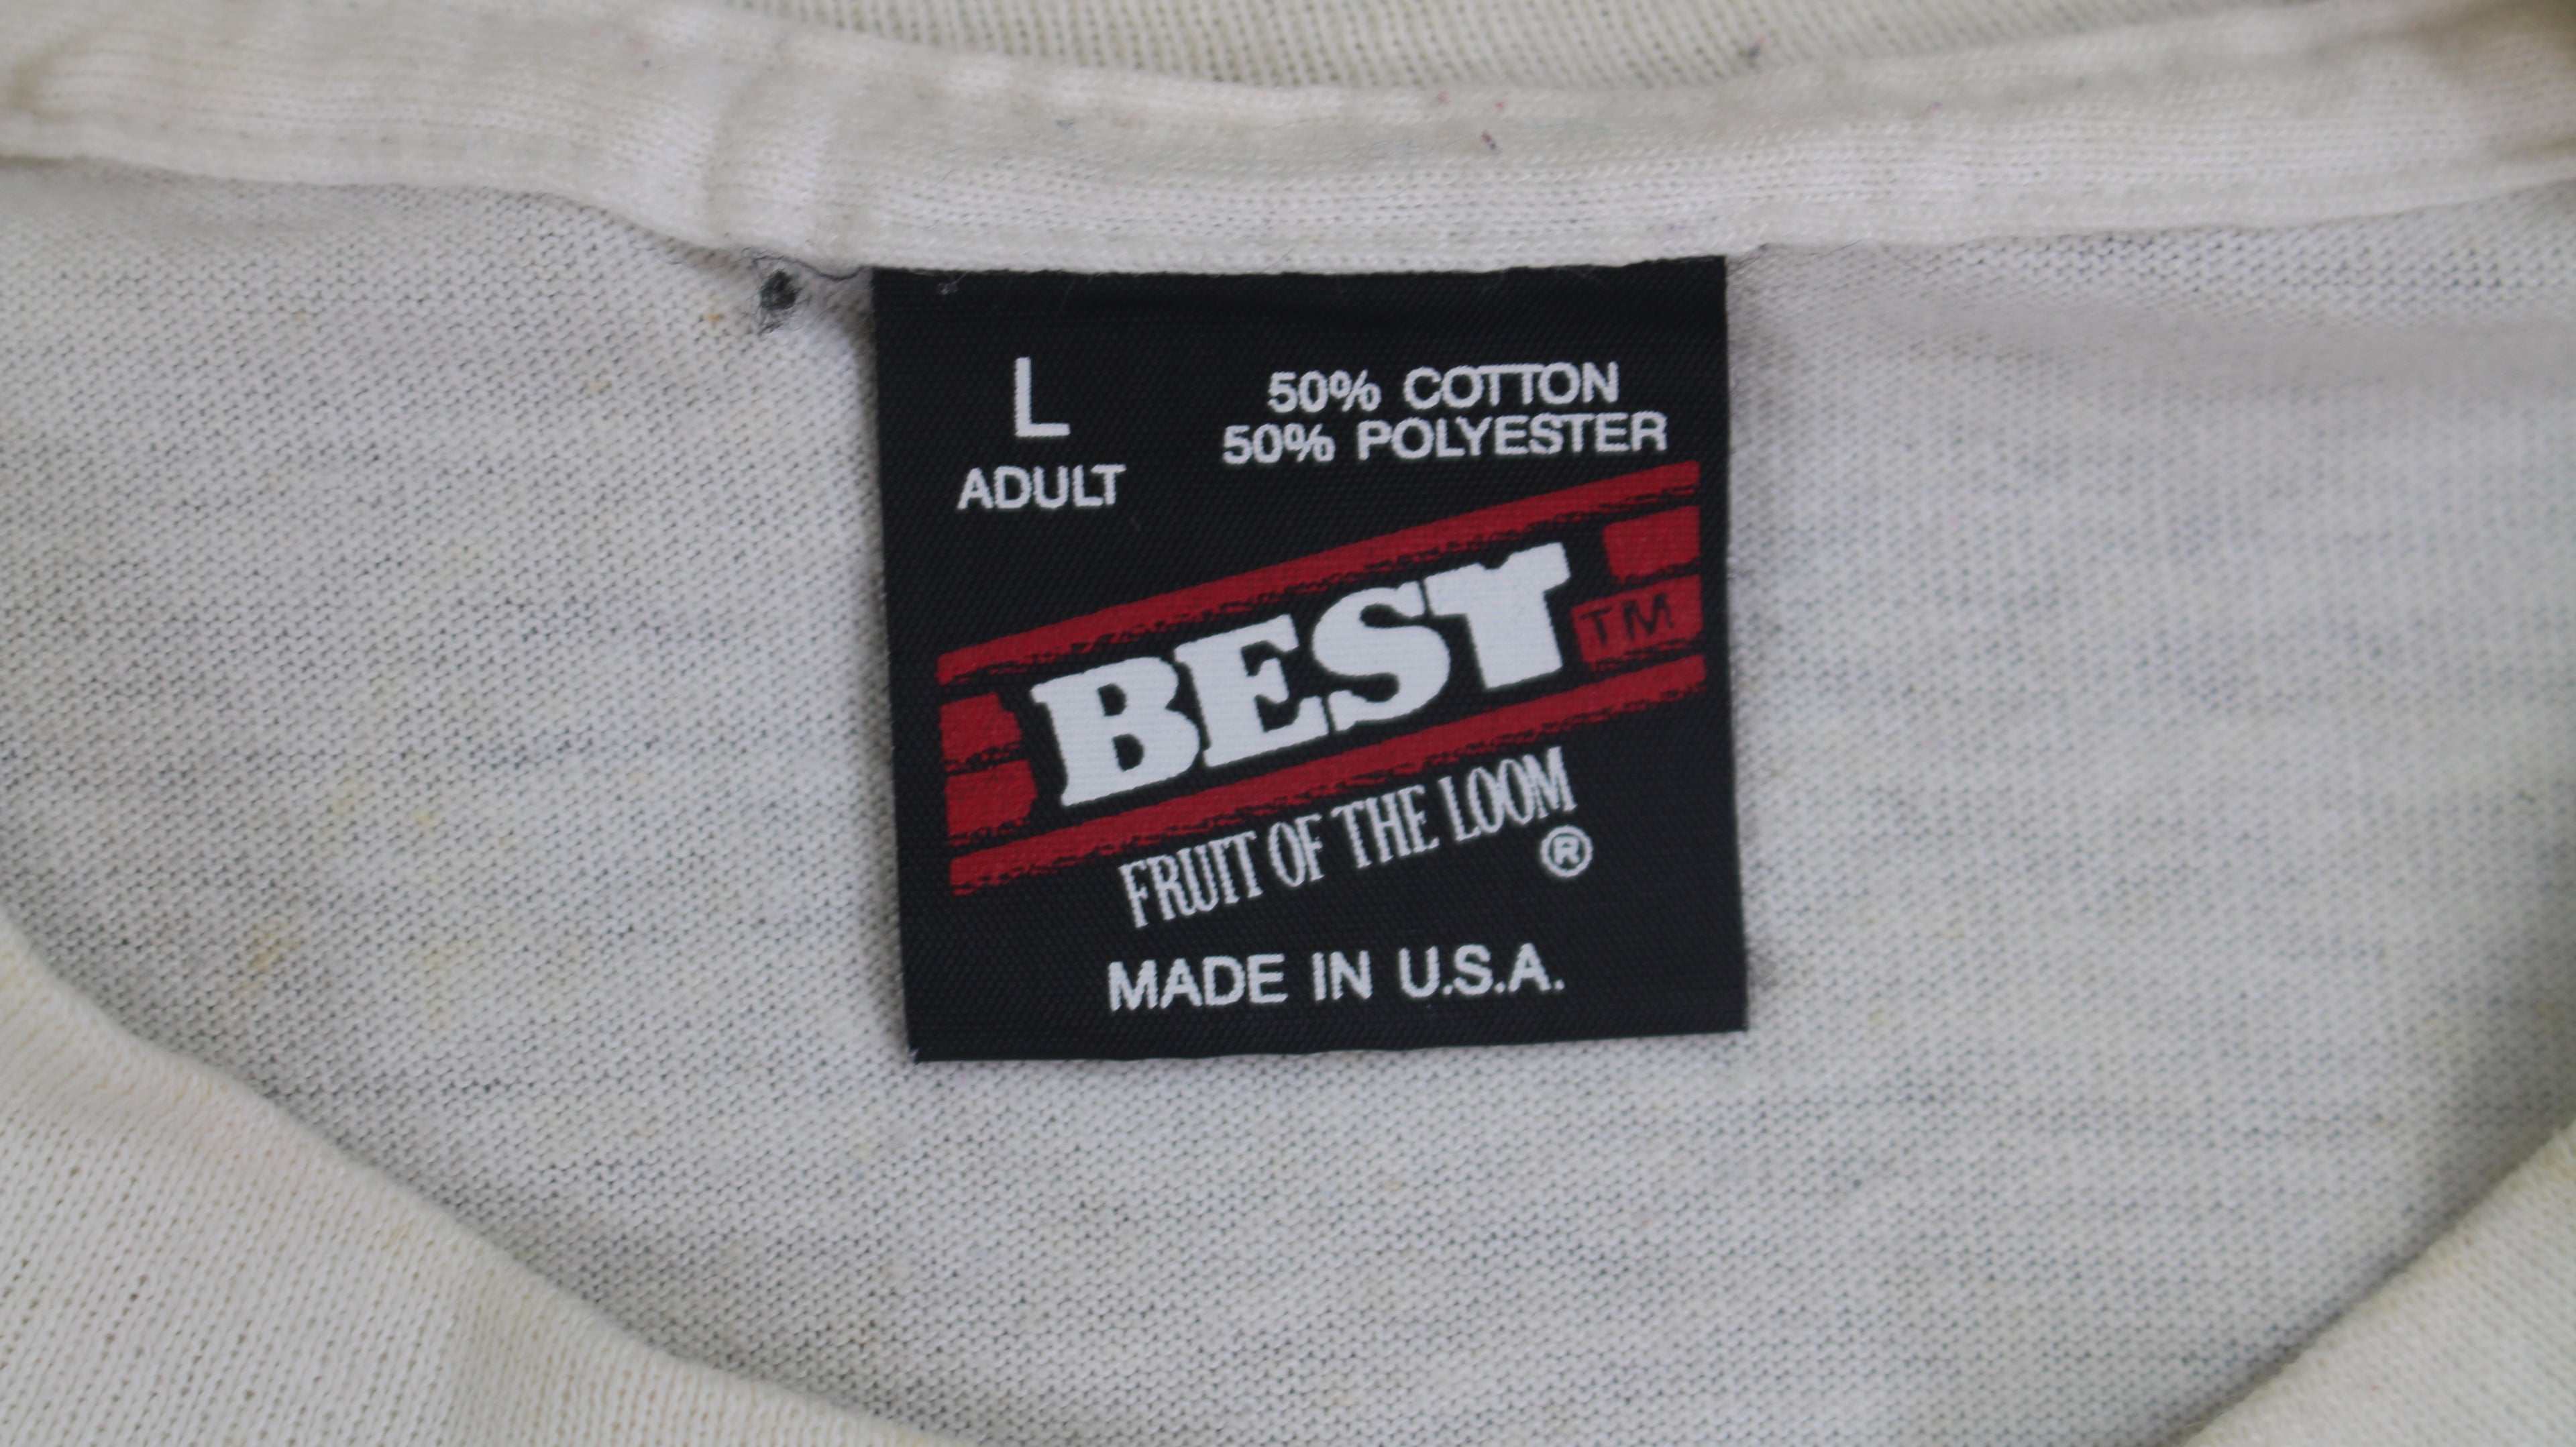 L
ADULT
50% COTTON
50% POLYESTER
BEST TM
FRUIT OF THE LOOM
®
MADE IN U.S.A.